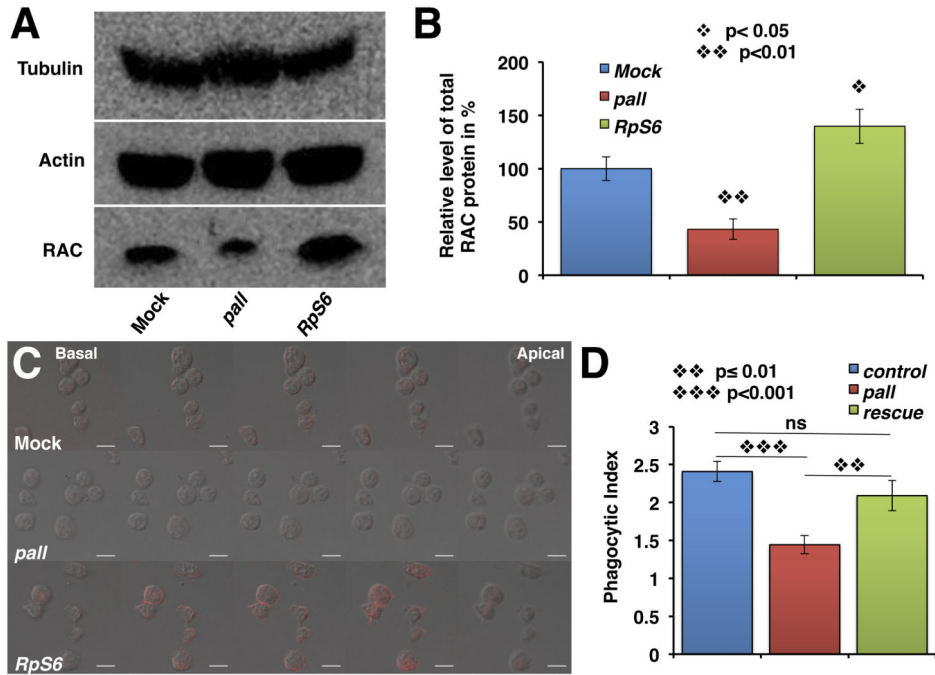 A
Tubulin
Actin
RAC
Mock
pall
RpS6
B
❖ p< 0.05
❖❖ p<0.01
Relative level of total
RAC protein in %
200
150
100
50
0
Mock
pall
RpS6
❖❖
❖
C
Basal
Apical
Mock
pall
RpS6
D
❖❖ p≤ 0.01
❖❖❖ p<0.001
control
pall
rescue
Phagocytic Index
3
2.5
2
1.5
1
0.5
0
ns
❖❖❖
❖❖